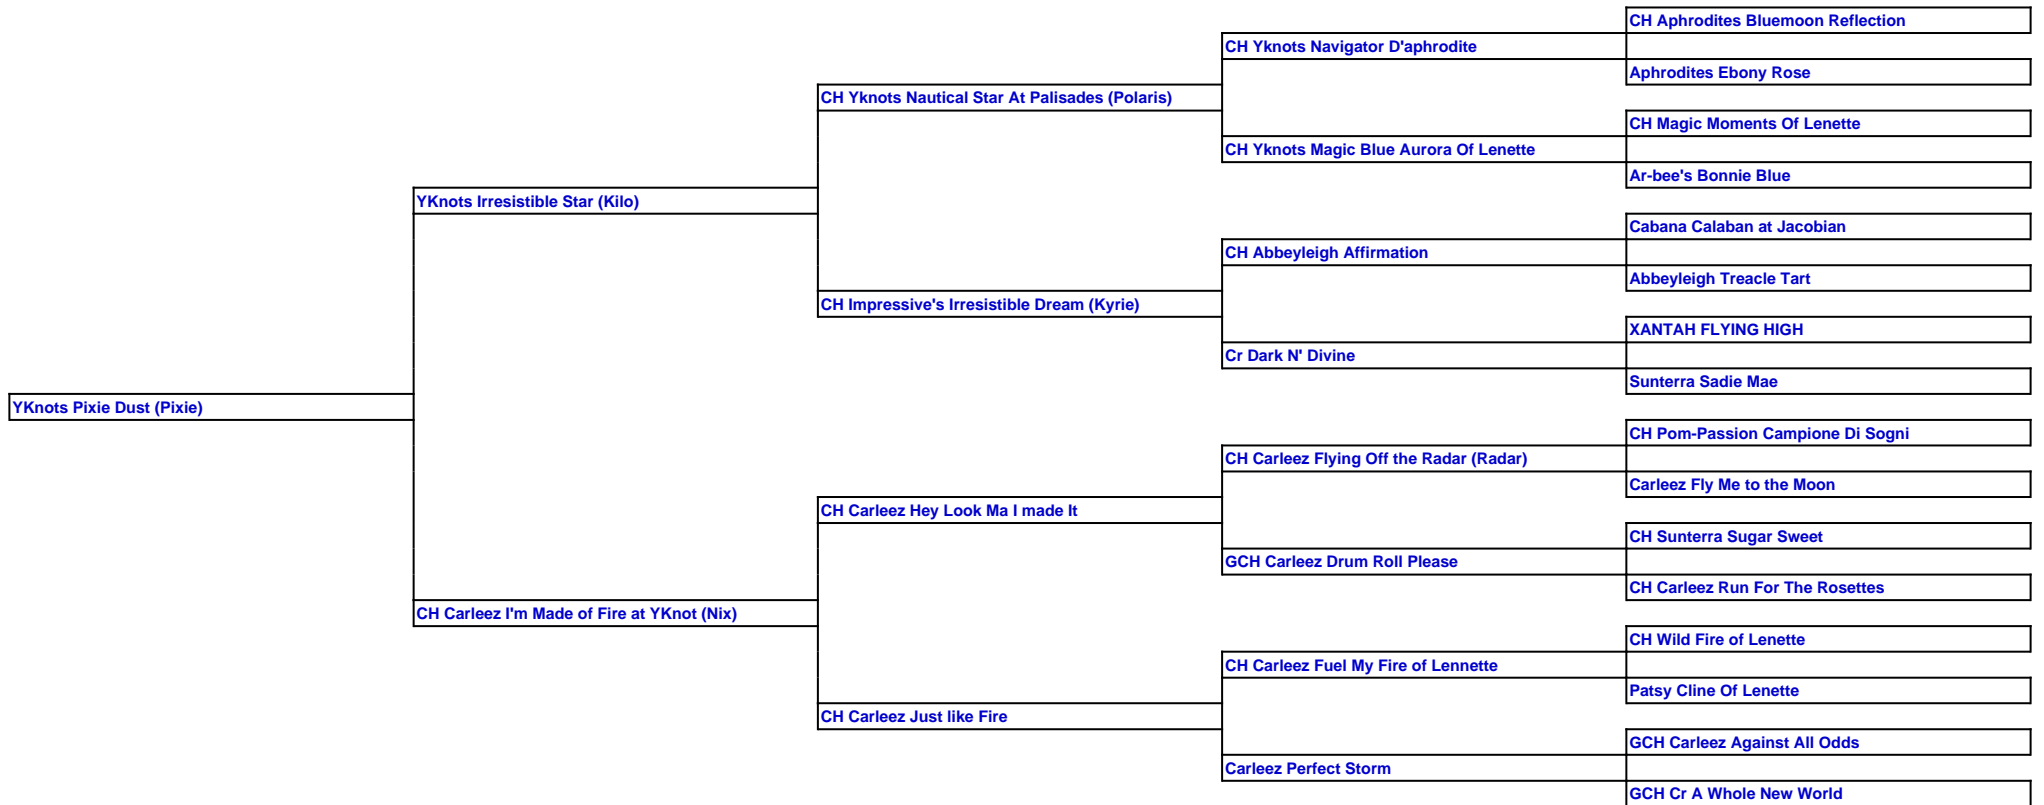 CH Aphrodites Bluemoon Reflection
CH Yknots Navigator D'aphrodite
Aphrodites Ebony Rose
CH Yknots Nautical Star At Palisades (Polaris)
CH Magic Moments Of Lenette
CH Yknots Magic Blue Aurora Of Lenette
Ar-bee's Bonnie Blue
YKnots Irresistible Star (Kilo)
Cabana Calaban at Jacobian
CH Abbeyleigh Affirmation
Abbeyleigh Treacle Tart
CH Impressive's Irresistible Dream (Kyrie)
XANTAH FLYING HIGH
Cr Dark N' Divine
Sunterra Sadie Mae
YKnots Pixie Dust (Pixie)
CH Pom-Passion Campione Di Sogni
CH Carleez Flying Off the Radar (Radar)
Carleez Fly Me to the Moon
CH Carleez Hey Look Ma I made It
CH Sunterra Sugar Sweet
GCH Carleez Drum Roll Please
CH Carleez Run For The Rosettes
CH Carleez I'm Made of Fire at YKnot (Nix)
CH Wild Fire of Lenette
CH Carleez Fuel My Fire of Lennette
Patsy Cline Of Lenette
CH Carleez Just like Fire
GCH Carleez Against All Odds
Carleez Perfect Storm
GCH Cr A Whole New World